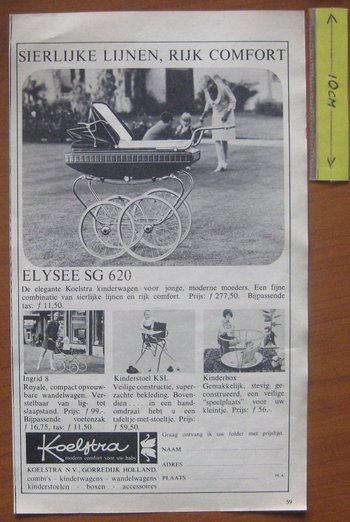 SIERLIJKE LIJNEN, RIJK COMFORT
10CM
ELYSEE SG 620
De elegante Koelstra kinderwagen voor jonge, moderne moeders. Een fijne
combinatie van sierlijke lijnen en rijk comfort. Prijs: ƒ 277,50. Bijpassende
tas: ƒ 11,50.
Ingrid 8
Royale, compact opvouw-
bare wandelwagen. Ver-
stelbaar van lig- tot
slaapstand. Prijs: ƒ 99,-.
Bijpassende voetenzak
ƒ 16,75, tas ƒ 11,50.
Kinderstoel KSL
Veilige constructie, super-
zachte bekleding. Boven-
dien .... in een hand-
omdraai hebt u een
tafeltje-met-stoeltje. Prijs:
ƒ 59,50.
Kinderbox
Gemakkelijk, stevig ge-
construeerd, een veilige
"speelplaats" voor uw
kleintje. Prijs: ƒ 56,-.
Koelstra
modern comfort voor uw baby
KOELSTRA N.V., GORREDIJK HOLLAND
combi's - kinderwagens - wandelwagens
kinderstoelen - boxen - accessoires
Graag ontvang ik uw folder met prijslijst.
NAAM
ADRES
PLAATS
59